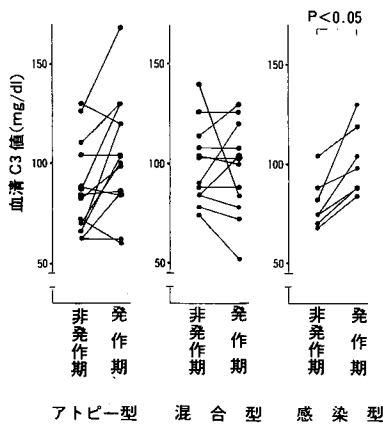 P<0.05
血清C3値(mg/dl)
150
100
50
150
100
50
150
100
50
非発作期
発作期
非発作期
発作期
非発作期
発作期
アトピー型
混合型
感染型